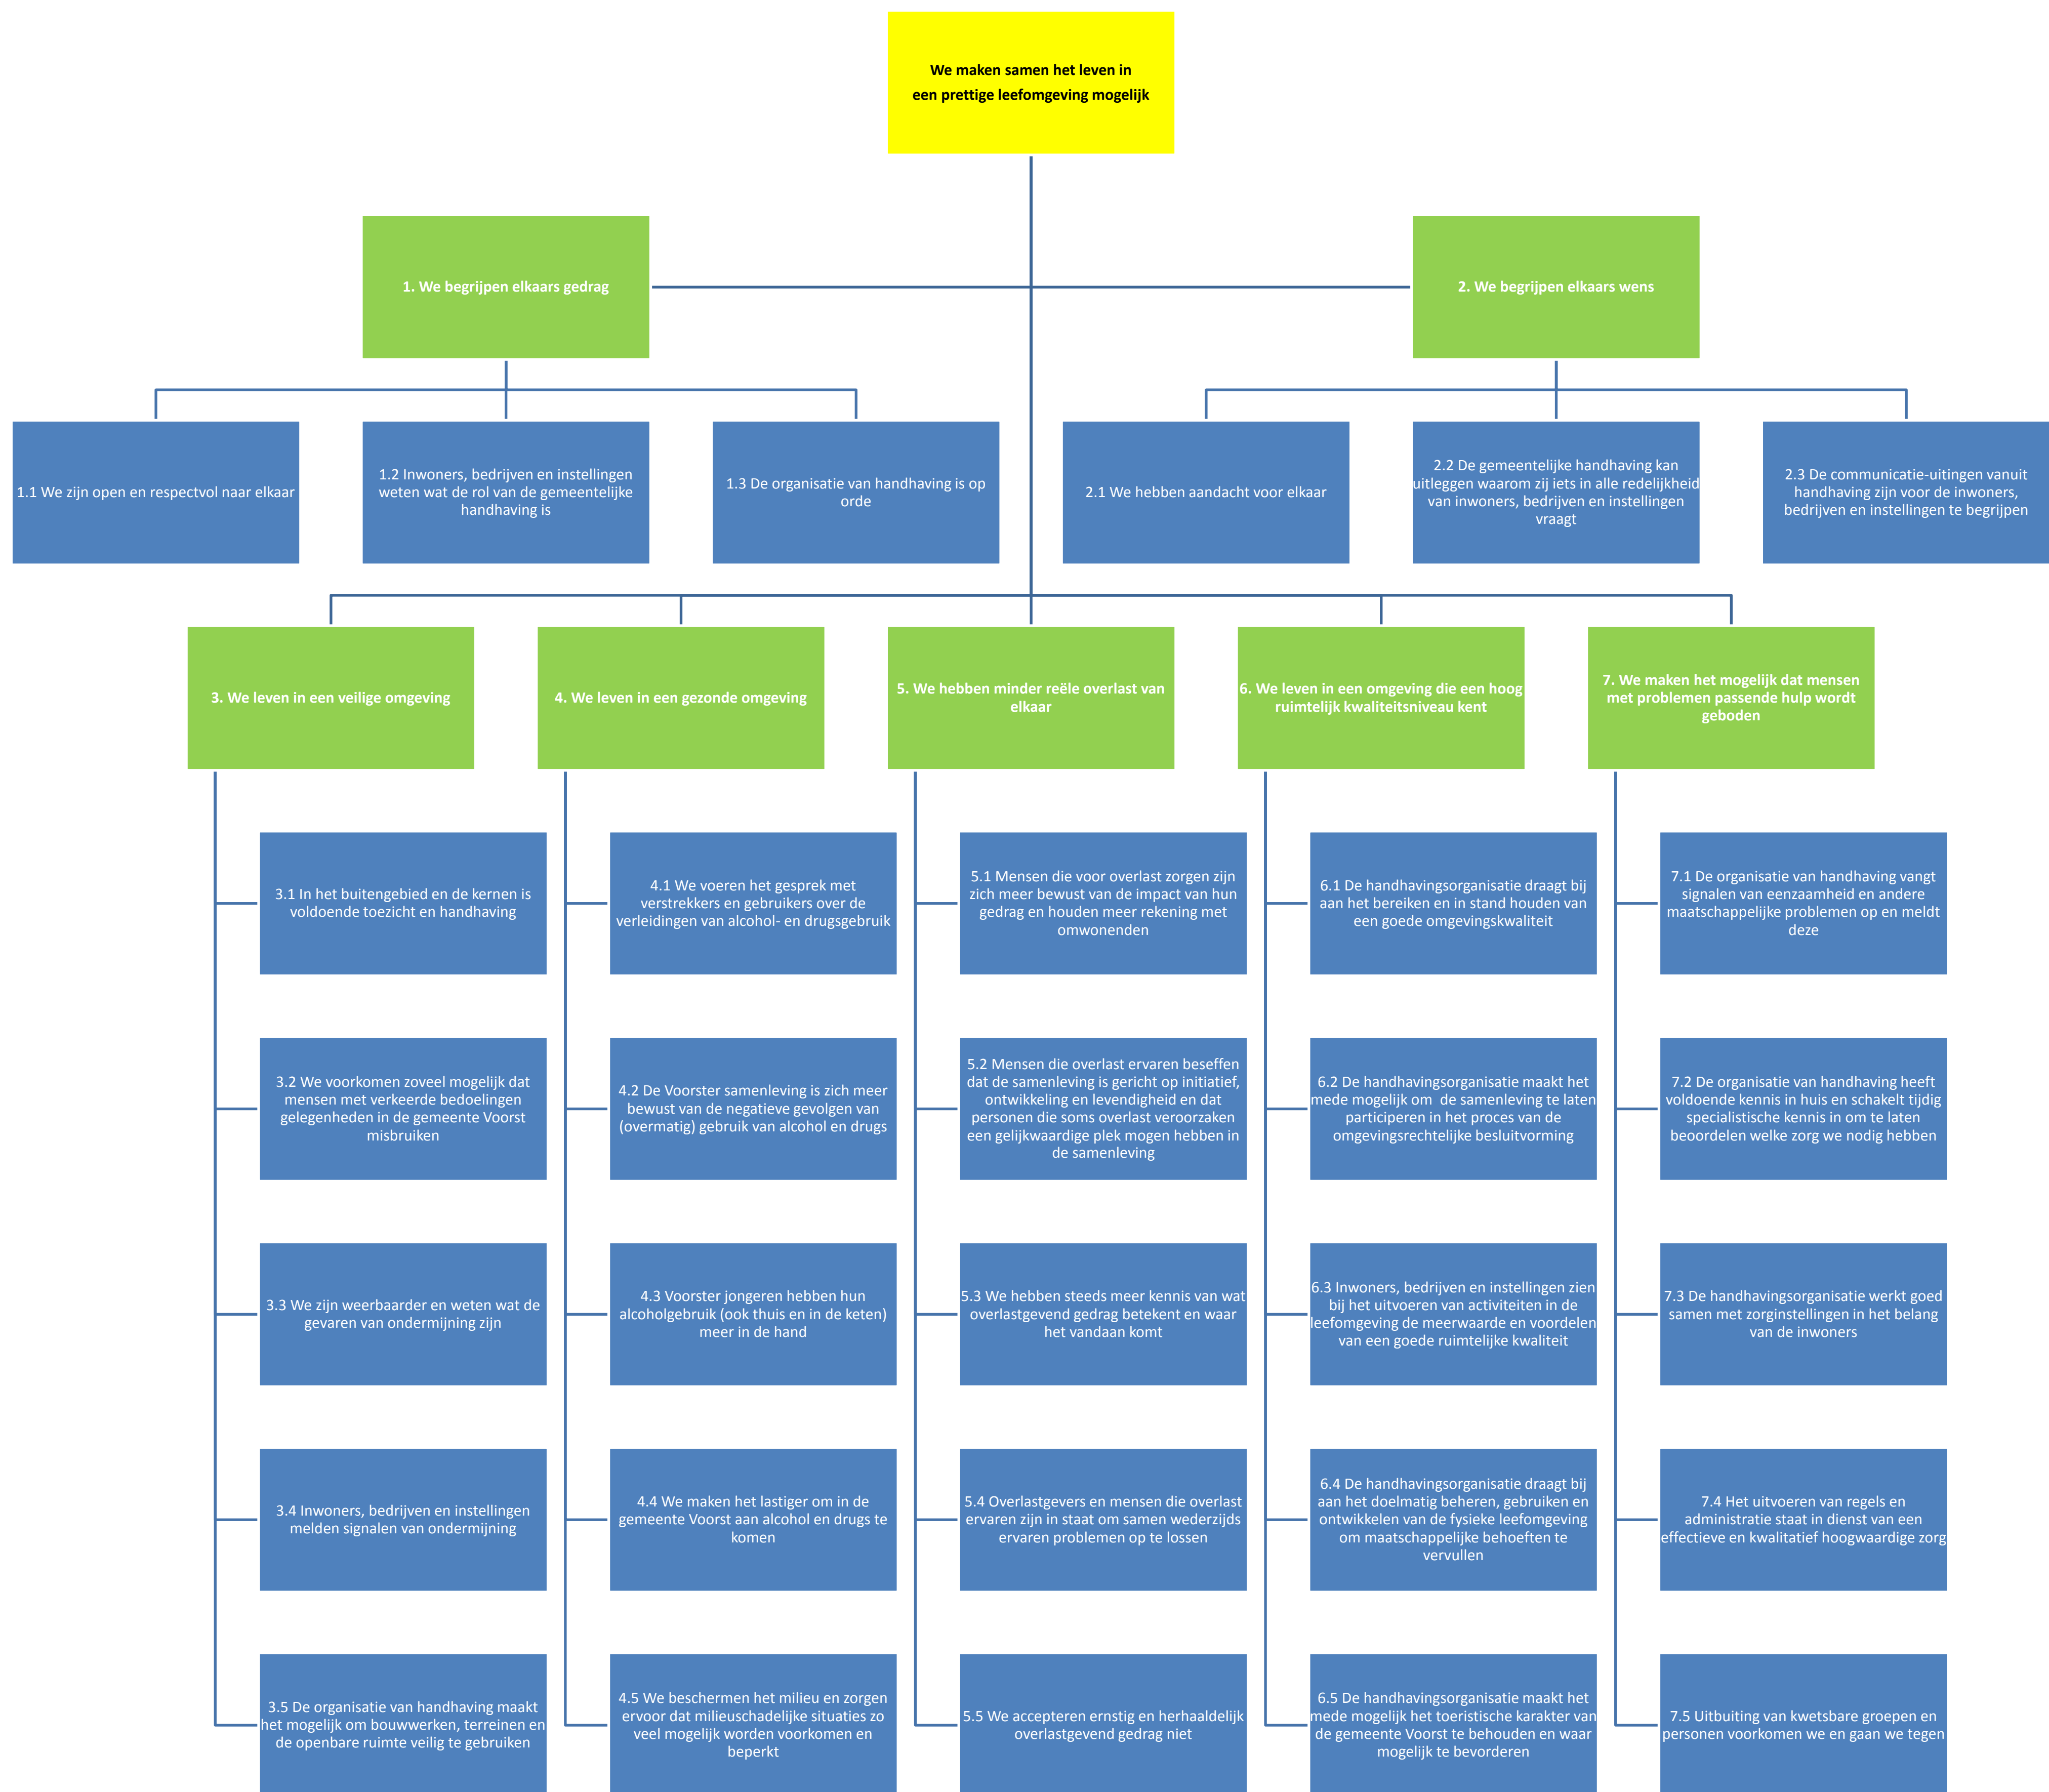 We maken samen het leven in
een prettige leefomgeving mogelijk
1. We begrijpen elkaars gedrag
2. We begrijpen elkaars wens
1.1 We zijn open en respectvol naar elkaar
1.2 Inwoners, bedrijven en instellingen
weten wat de rol van de gemeentelijke
handhaving is
1.3 De organisatie van handhaving is op
orde
2.1 We hebben aandacht voor elkaar
2.2 De gemeentelijke handhaving kan
uitleggen waarom zij iets in alle redelijkheid
van inwoners, bedrijven en instellingen
vraagt
2.3 De communicatie-uitingen vanuit
handhaving zijn voor de inwoners,
bedrijven en instellingen te begrijpen
3. We leven in een veilige omgeving
4. We leven in een gezonde omgeving
5. We hebben minder reële overlast van
elkaar
6. We leven in een omgeving die een hoog
ruimtelijk kwaliteitsniveau kent
7. We maken het mogelijk dat mensen
met problemen passende hulp wordt
geboden
3.1 In het buitengebied en de kernen is
voldoende toezicht en handhaving
3.2 We voorkomen zoveel mogelijk dat
mensen met verkeerde bedoelingen
gelegenheden in de gemeente Voorst
misbruiken
3.3 We zijn weerbaarder en weten wat de
gevaren van ondermijning zijn
3.4 Inwoners, bedrijven en instellingen
melden signalen van ondermijning
3.5 De organisatie van handhaving maakt
het mogelijk om bouwwerken, terreinen en
de openbare ruimte veilig te gebruiken
4.1 We voeren het gesprek met
verstrekkers en gebruikers over de
verleidingen van alcohol- en drugsgebruik
4.2 De Voorster samenleving is zich meer
bewust van de negatieve gevolgen van
(overmatig) gebruik van alcohol en drugs
4.3 Voorster jongeren hebben hun
alcoholgebruik (ook thuis en in de keten)
meer in de hand
4.4 We maken het lastiger om in de
gemeente Voorst aan alcohol en drugs te
komen
4.5 We beschermen het milieu en zorgen
ervoor dat milieuschadelijke situaties zo
veel mogelijk worden voorkomen en
beperkt
5.1 Mensen die voor overlast zorgen zijn
zich meer bewust van de impact van hun
gedrag en houden meer rekening met
omwonenden
5.2 Mensen die overlast ervaren beseffen
dat de samenleving is gericht op initiatief,
ontwikkeling en levendigheid en dat
personen die soms overlast veroorzaken
een gelijkwaardige plek mogen hebben in
de samenleving
5.3 We hebben steeds meer kennis van wat
overlastgevend gedrag betekent en waar
het vandaan komt
5.4 Overlastgevers en mensen die overlast
ervaren zijn in staat om samen wederzijds
ervaren problemen op te lossen
5.5 We accepteren ernstig en herhaaldelijk
overlastgevend gedrag niet
6.1 De handhavingsorganisatie draagt bij
aan het bereiken en in stand houden van
een goede omgevingskwaliteit
6.2 De handhavingsorganisatie maakt het
mede mogelijk om  de samenleving te laten
participeren in het proces van de
omgevingsrechtelijke besluitvorming
6.3 Inwoners, bedrijven en instellingen zien
bij het uitvoeren van activiteiten in de
leefomgeving de meerwaarde en voordelen
van een goede ruimtelijke kwaliteit
6.4 De handhavingsorganisatie draagt bij
aan het doelmatig beheren, gebruiken en
ontwikkelen van de fysieke leefomgeving
om maatschappelijke behoeften te
vervullen
6.5 De handhavingsorganisatie maakt het
mede mogelijk het toeristische karakter van
de gemeente Voorst te behouden en waar
mogelijk te bevorderen
7.1 De organisatie van handhaving vangt
signalen van eenzaamheid en andere
maatschappelijke problemen op en meldt
deze
7.2 De organisatie van handhaving heeft
voldoende kennis in huis en schakelt tijdig
specialistische kennis in om te laten
beoordelen welke zorg we nodig hebben
7.3 De handhavingsorganisatie werkt goed
samen met zorginstellingen in het belang
van de inwoners
7.4 Het uitvoeren van regels en
administratie staat in dienst van een
effectieve en kwalitatief hoogwaardige zorg
7.5 Uitbuiting van kwetsbare groepen en
personen voorkomen we en gaan we tegen